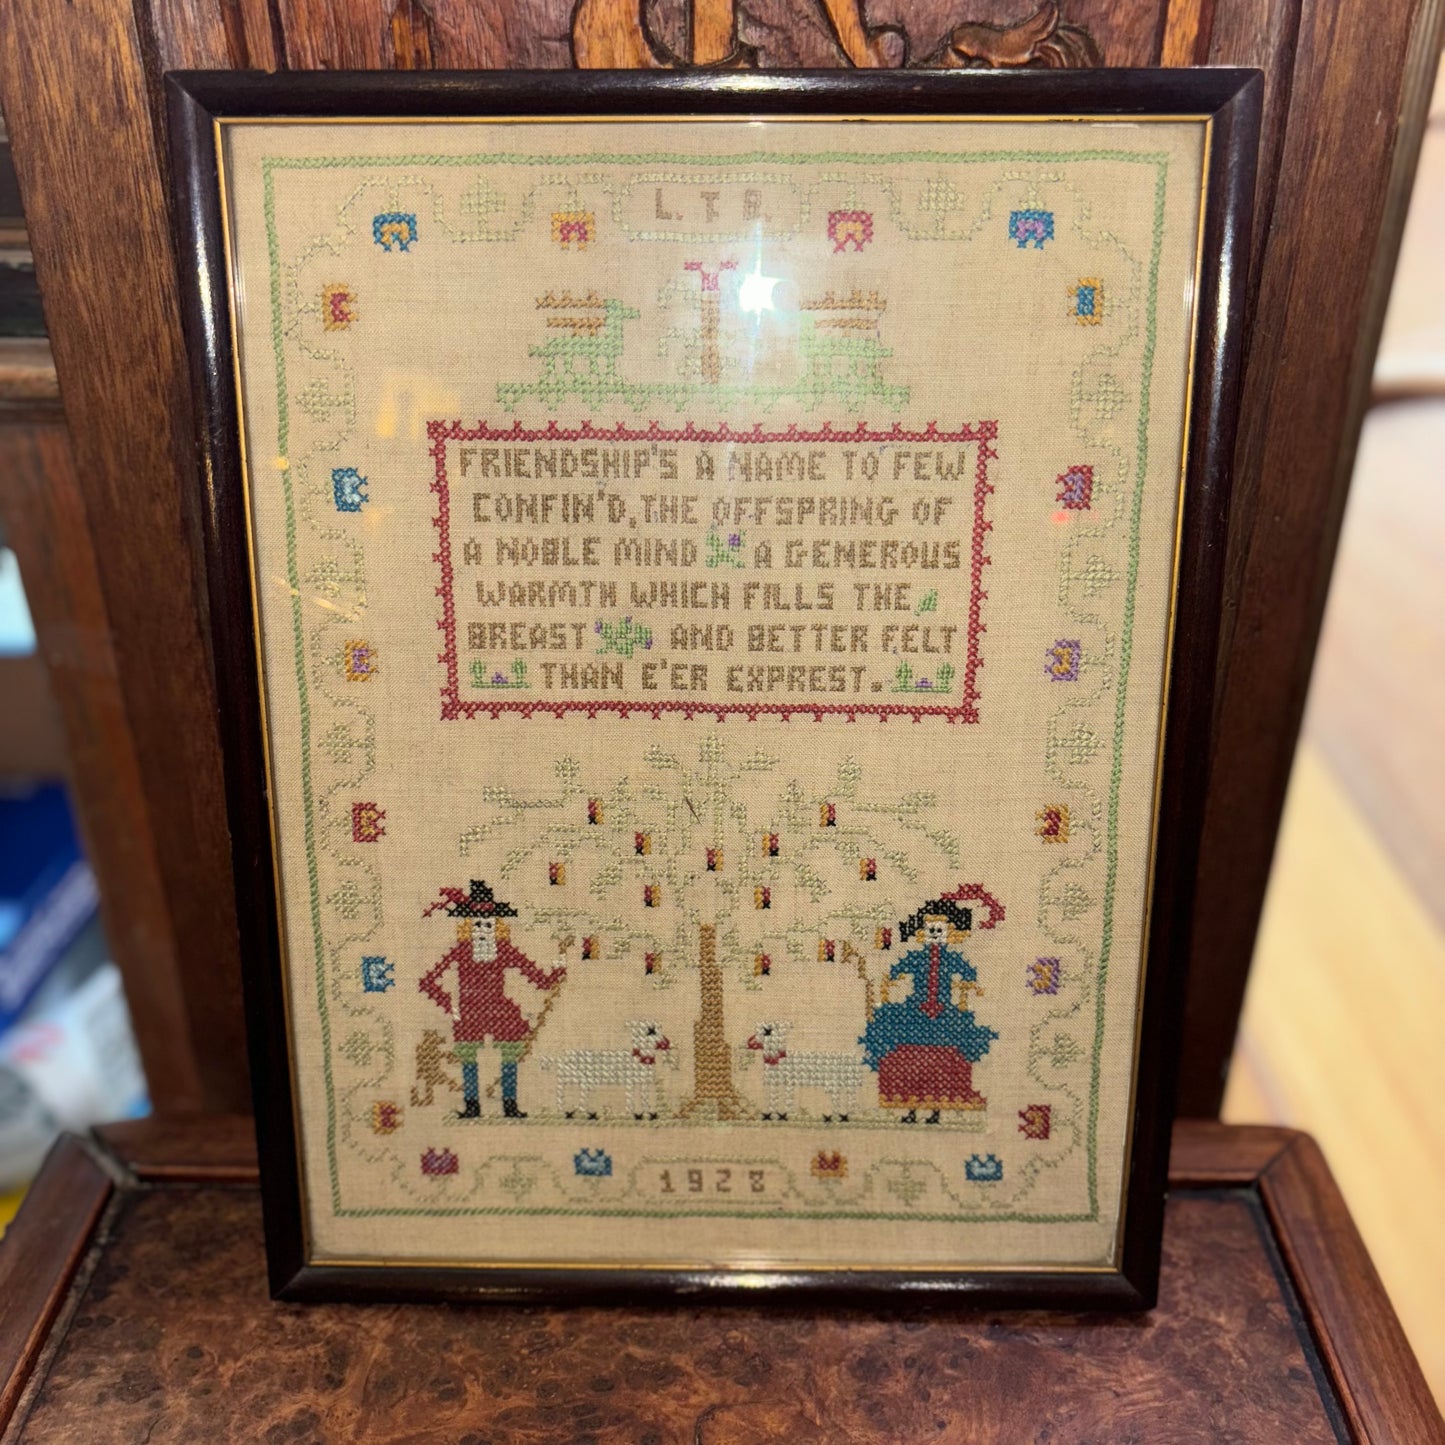 L. T B.
FRIENDSHIP'S A NAME TO FEW
CONFIN'D, THE OFFSPRING OF
A NOBLE MIND A GENEROUS
WARMTH WHICH FILLS THE
BREAST AND BETTER FELT
THAN E'ER EXPREST.
1928